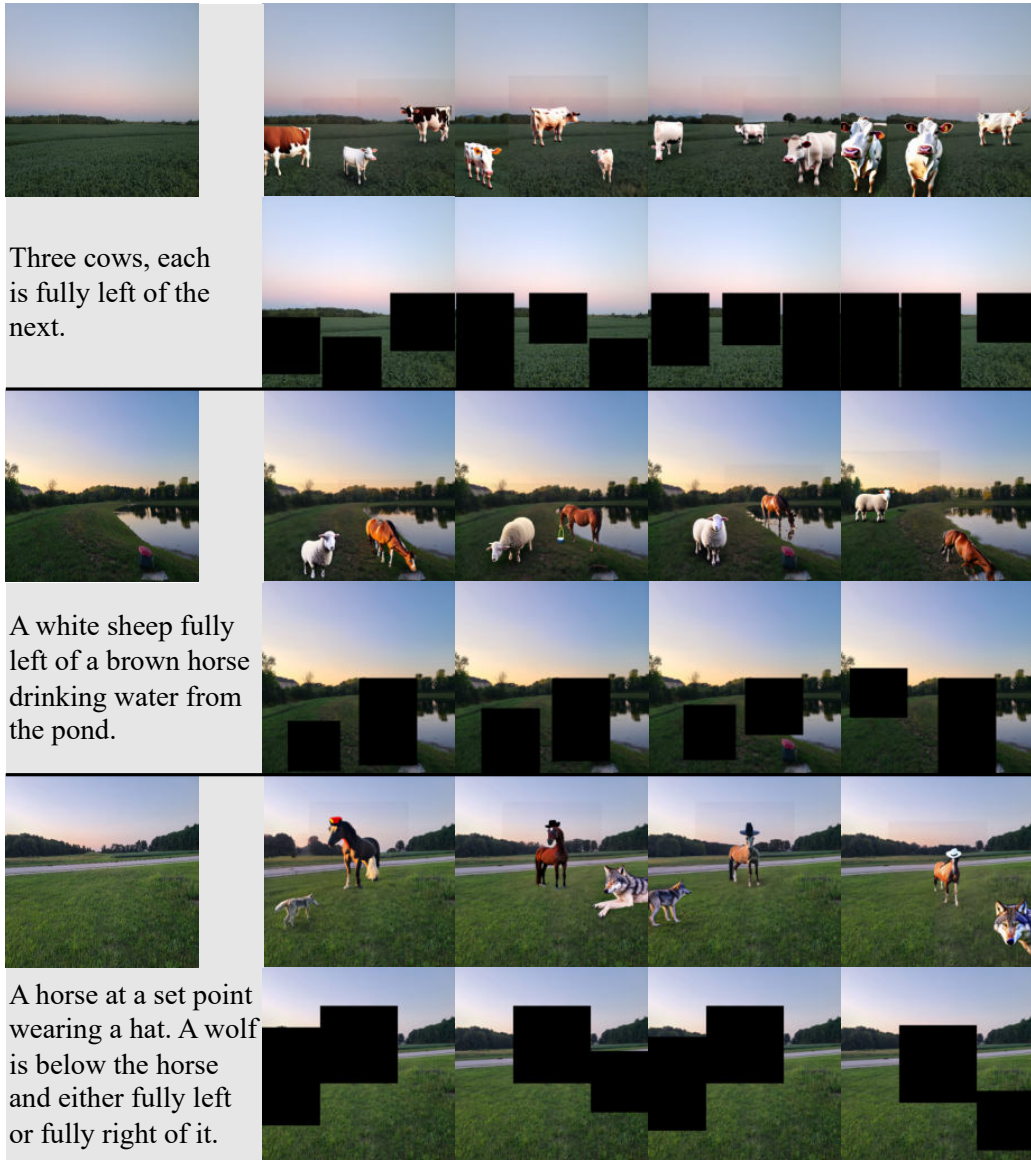 Three cows, each
is fully left of the
next.
A white sheep fully
left of a brown horse
drinking water from
the pond.
A horse at a set point
wearing a hat. A wolf
is below the horse
and either fully left
or fully right of it.